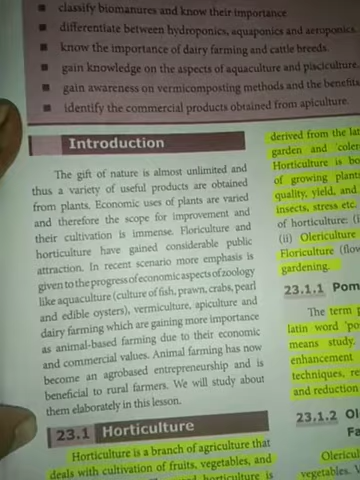 classify biomanures and know their importance
differentiate between hydroponics, aquaponics and aeroponics.
know the importance of dairy farming and cattle breeds.
gain knowledge on the aspects of aquaculture and pisciculture.
gain awareness on vermicomposting methods and the benefits
identify the commercial products obtained from apiculture.
Introduction
The gift of nature is almost unlimited and
thus a variety of useful products are obtained
from plants. Economic uses of plants are varied
and therefore the scope for improvement and
their cultivation is immense. Floriculture and
horticulture have gained considerable public
attraction. In recent scenario more emphasis is
given to the progress of economic aspects of zoology
like aquaculture (culture of fish, prawn, crabs, pearl
and edible oysters), vermiculture, apiculture and
dairy farming which are gaining more importance
as animal-based farming due to their economic
and commercial values. Animal farming has now
become an agrobased entrepreneurship and is
beneficial to rural farmers. We will study about
them elaborately in this lesson.
23.1 Horticulture
Horticulture is a branch of agriculture that
deals with cultivation of fruits, vegetables, and
horticulture is
derived from the
garden and
Horticulture is
of growing
quality, yield, and
insects, stress etc.
of horticulture: (i)
(ii) Olericulture
Floriculture
gardening.
23.1.1
The term
latin word
means study.
enhancement
techniques,
and reduction
23.1.2
vegetables.